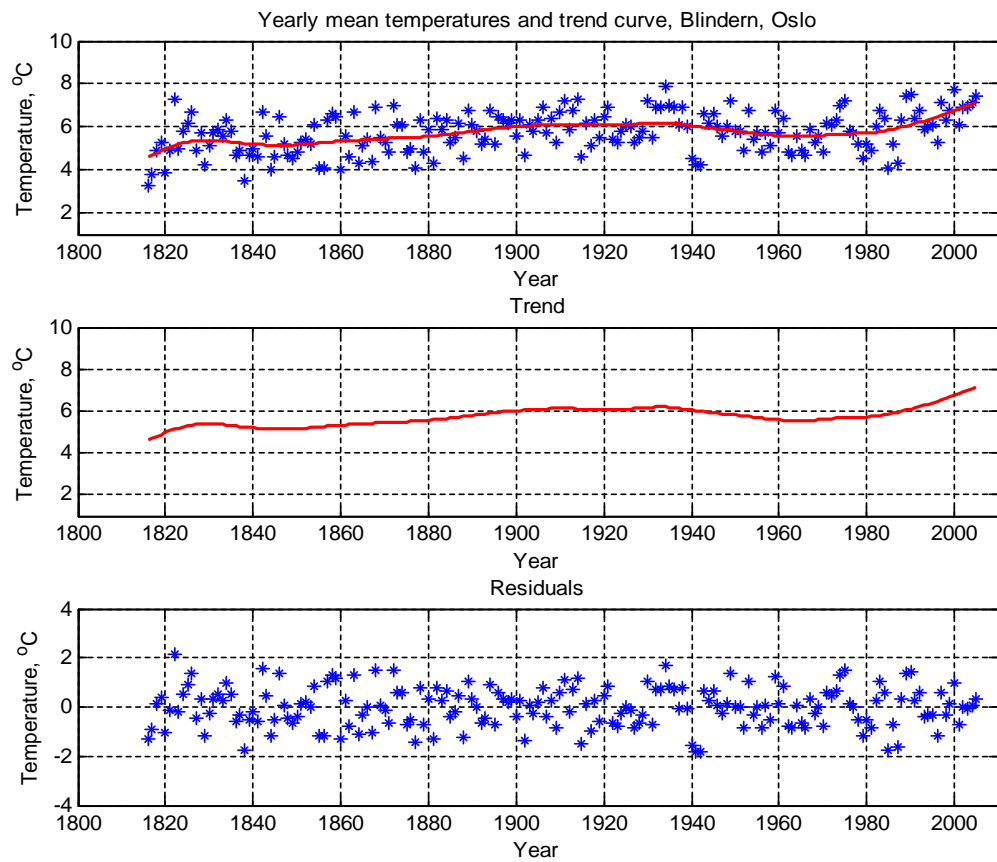 Yearly mean temperatures and trend curve, Blindern, Oslo
10
8
6
4
2
Temperature, °C
1800 1820 1840 1860 1880 1900 1920 1940 1960 1980 2000
Year
Trend
10
8
6
4
2
Temperature, °C
1800 1820 1840 1860 1880 1900 1920 1940 1960 1980 2000
Year
Residuals
4
2
0
-2
-4
Temperature, °C
1800 1820 1840 1860 1880 1900 1920 1940 1960 1980 2000
Year